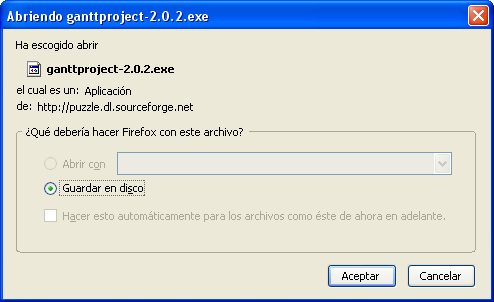 Abriendo ganttproject-2.0.2.exe
Ha escogido abrir
ganttproject-2.0.2.exe
el cual es un: Aplicación
de: http://puzzle.dl.sourceforge.net
¿Qué debería hacer Firefox con este archivo?
Abrir con
Guardar en disco
Hacer esto automáticamente para los archivos como éste de ahora en adelante.
Aceptar Cancelar